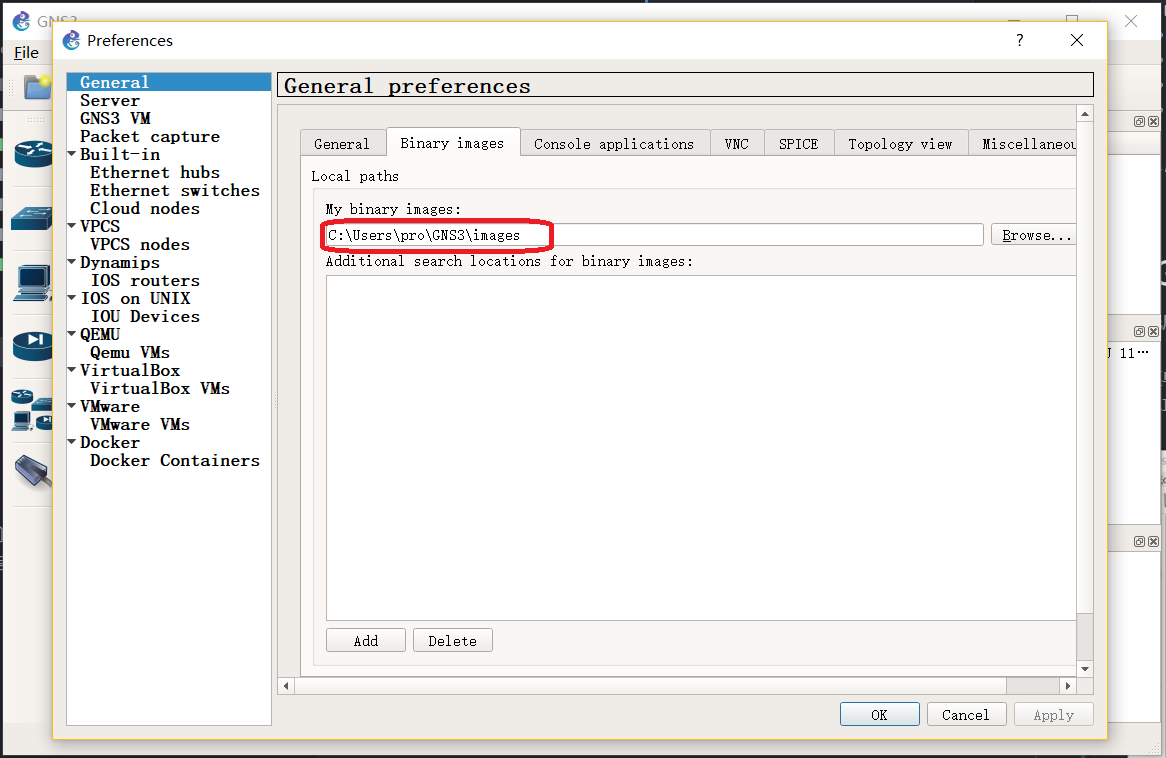 GNS3
Preferences
?
File
General
Server
GNS3 VM
Packet capture
Built-in
Ethernet hubs
Ethernet switches
Cloud nodes
VPCS
VPCS nodes
Dynamips
IOS routers
IOS on UNIX
IOU Devices
QEMU
Qemu VMs
VirtualBox
VirtualBox VMs
VMware
VMware VMs
Docker
Docker Containers
General preferences
General Binary images Console applications VNC SPICE Topology view Miscellaneou
Local paths
My binary images:
C:\Users\pro\GNS3\images Browse...
Additional search locations for binary images:
Add Delete
OK Cancel Apply
11…